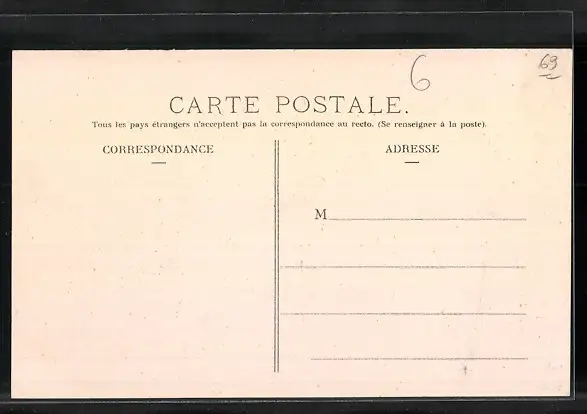 6
69
CARTE POSTALE.
Tous les pays étrangers n'acceptent pas la correspondance au recto. (Se renseigner à la poste).
CORRESPONDANCE
ADRESSE
M